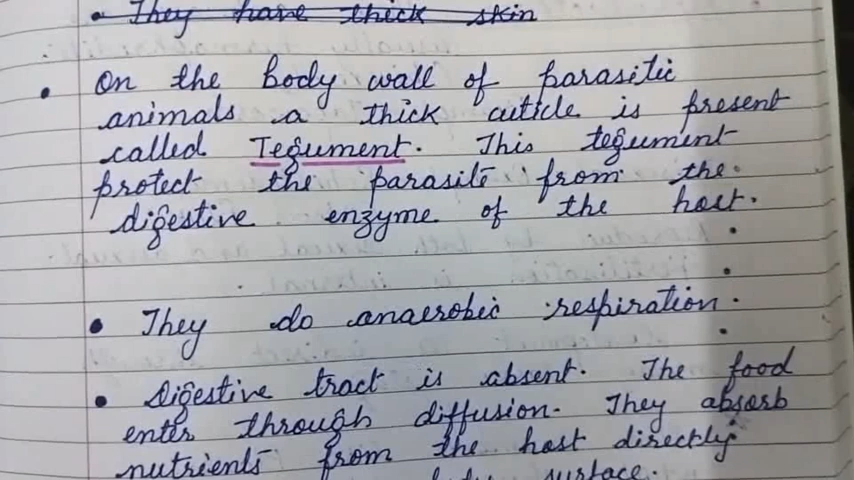 • They have thick skin
• On the body wall of parasitic
animals a thick cuticle is present
called Tegument. This tegument
protect the parasite from the
digestive enzyme of the host.
• They do anaerobic respiration.
• Digestive tract is absent. The food
enter through diffusion. They absorb
nutrients from the host directly
surface.